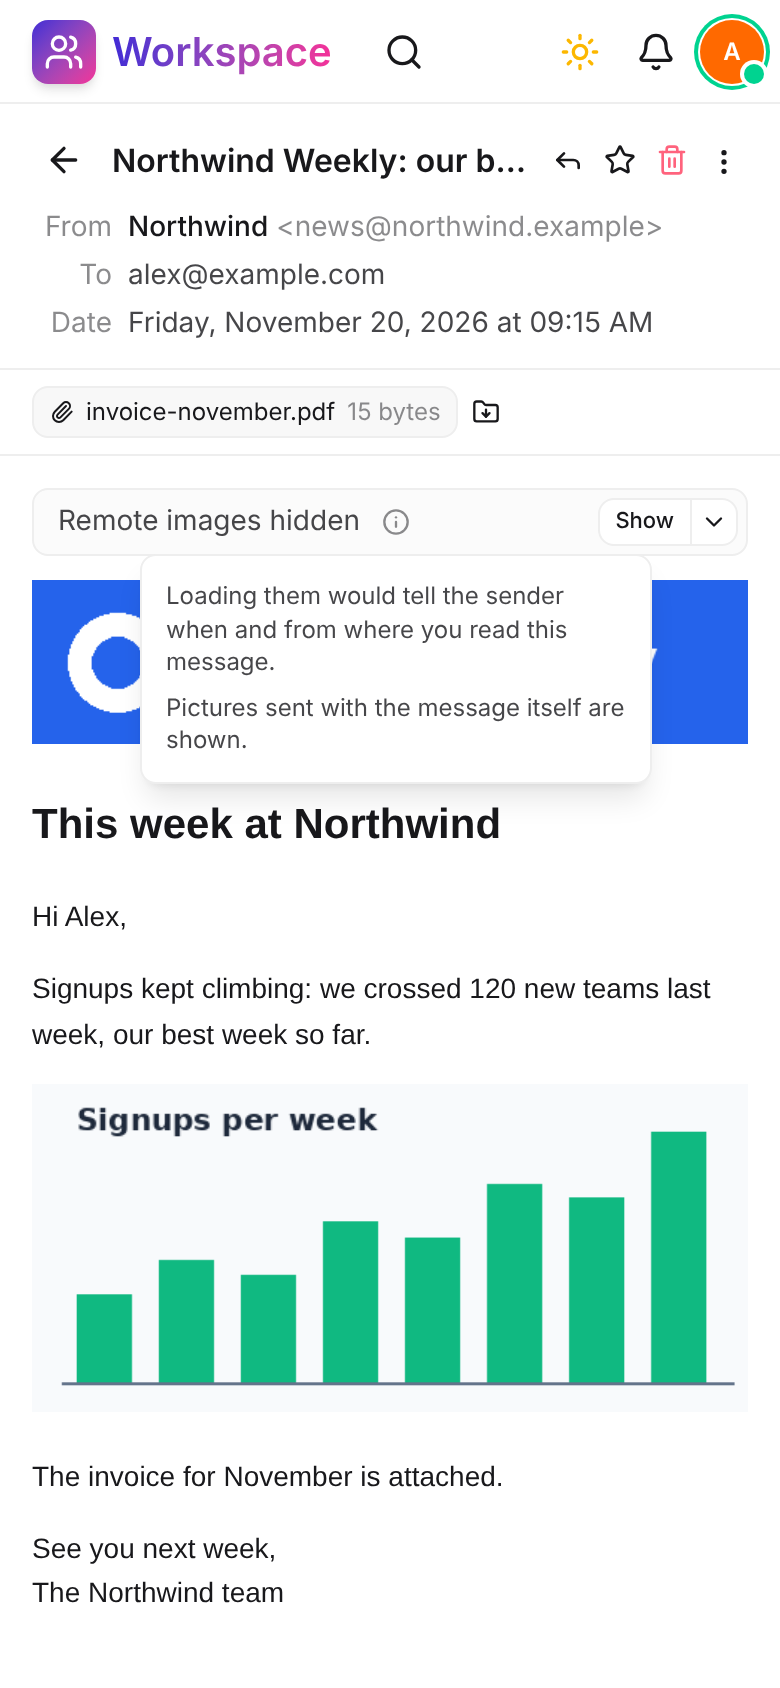 Workspace
A
Northwind Weekly: our b...
From Northwind <news@northwind.example>
To alex@example.com
Date Friday, November 20, 2026 at 09:15 AM
invoice-november.pdf 15 bytes
Remote images hidden Show
Loading them would tell the sender
when and from where you read this
message.
Pictures sent with the message itself are
shown.
This week at Northwind
Hi Alex,
Signups kept climbing: we crossed 120 new teams last
week, our best week so far.
Signups per week
The invoice for November is attached.
See you next week,
The Northwind team